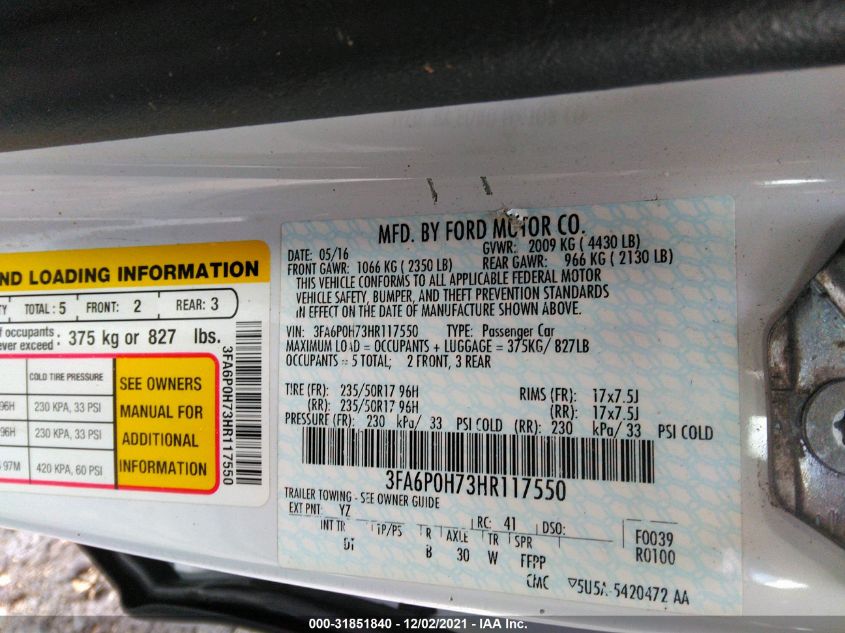 ND LOADING INFORMATION
TOTAL: 5 FRONT: 2 REAR: 3
of occupants
ever exceed : 375 kg or 827 lbs.
COLD TIRE PRESSURE
96H 230 KPA, 33 PSI
96H 230 KPA, 33 PSI
97M 420 KPA, 60 PSI
SEE OWNERS
MANUAL FOR
ADDITIONAL
INFORMATION
3FA6P0H73HR117550
MFD. BY FORD MOTOR CO.
DATE: 05/16 GVWR: 2009 KG ( 4430 LB)
FRONT GAWR: 1066 KG ( 2350 LB) REAR GAWR: 966 KG ( 2130 LB)
THIS VEHICLE CONFORMS TO ALL APPLICABLE FEDERAL MOTOR
VEHICLE SAFETY, BUMPER, AND THEFT PREVENTION STANDARDS
IN EFFECT ON THE DATE OF MANUFACTURE SHOWN ABOVE.
VIN: 3FA6P0H73HR117550 TYPE: Passenger Car
MAXIMUM LOAD = OCCUPANTS + LUGGAGE = 375KG/ 827LB
OCCUPANTS = 5 TOTAL; 2 FRONT, 3 REAR
TIRE (FR): 235/50R17 96H RIMS (FR): 17x7.5J
(RR): 235/50R17 96H (RR): 17x7.5J
PRESSURE (FR): 230 kPa/ 33 PSI COLD (RR): 230 kPa/ 33 PSI COLD
3FA6P0H73HR117550
TRAILER TOWING - SEE OWNER GUIDE
EXT PNT: YZ RC: 41 DSO: F0039
INT TR TP/PS R AXLE TR SPR R0100
DT B 30 W FFPP
CMC ▽5U5A-5420472 AA
000-31851840 - 12/02/2021 - IAA Inc.